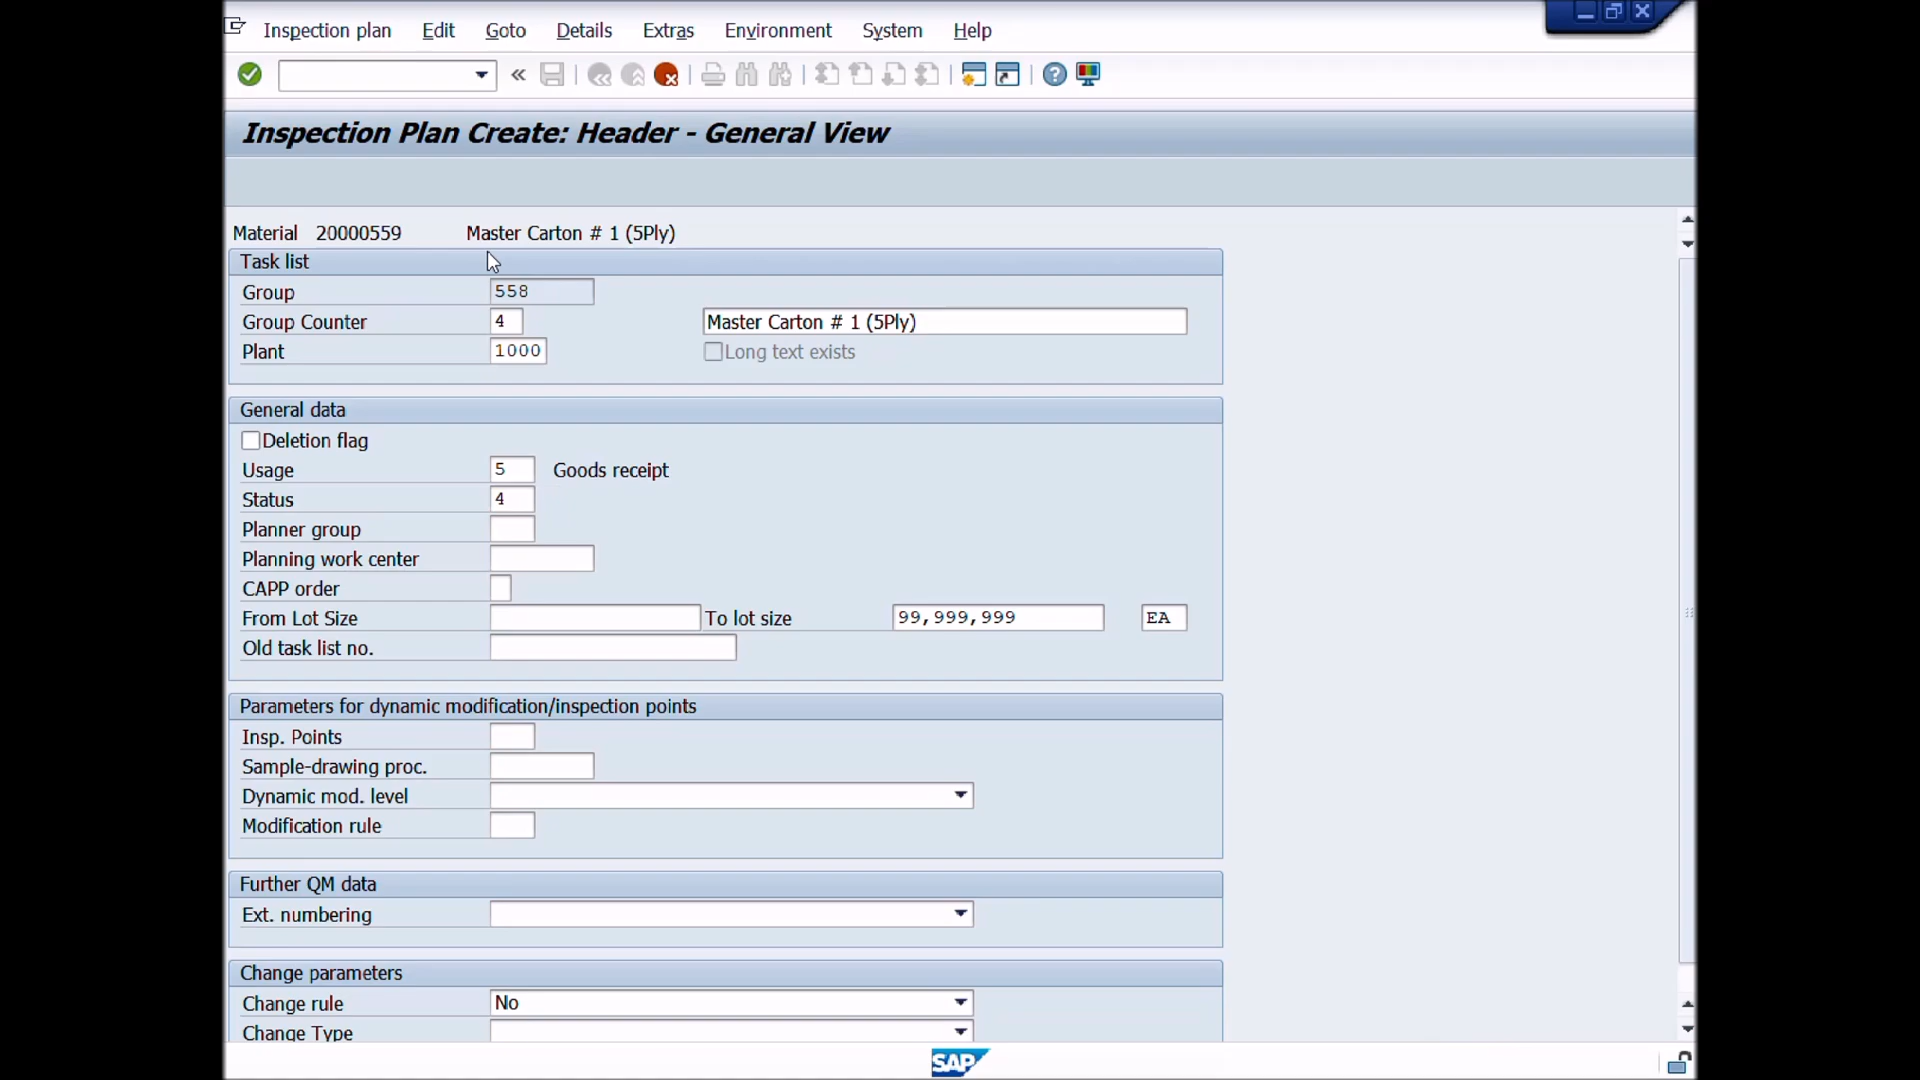 Inspection plan Edit Goto Details Extras Environment System Help
Inspection Plan Create: Header - General View
Material 20000559 Master Carton # 1 (5Ply)
Task list
Group 558
Group Counter 4 Master Carton # 1 (5Ply)
Plant 1000 Long text exists
General data
Deletion flag
Usage 5 Goods receipt
Status 4
Planner group
Planning work center
CAPP order
From Lot Size To lot size 99,999,999 EA
Old task list no.
Parameters for dynamic modification/inspection points
Insp. Points
Sample-drawing proc.
Dynamic mod. level
Modification rule
Further QM data
Ext. numbering
Change parameters
Change rule No
Change Type
SAP